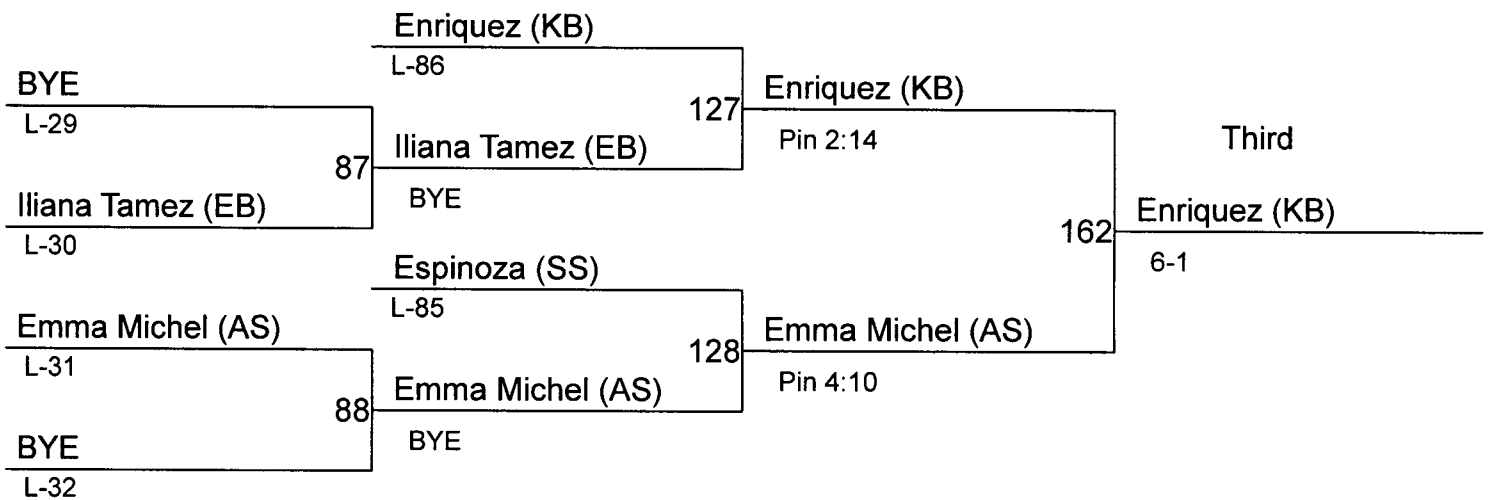 Enriquez (KB)
L-86
BYE
L-29
127
Enriquez (KB)
Pin 2:14
Third
Iliana Tamez (EB)
87
BYE
Iliana Tamez (EB)
L-30
162
Enriquez (KB)
6-1
Espinoza (SS)
L-85
Emma Michel (AS)
L-31
128
Emma Michel (AS)
Pin 4:10
Emma Michel (AS)
88
BYE
BYE
L-32